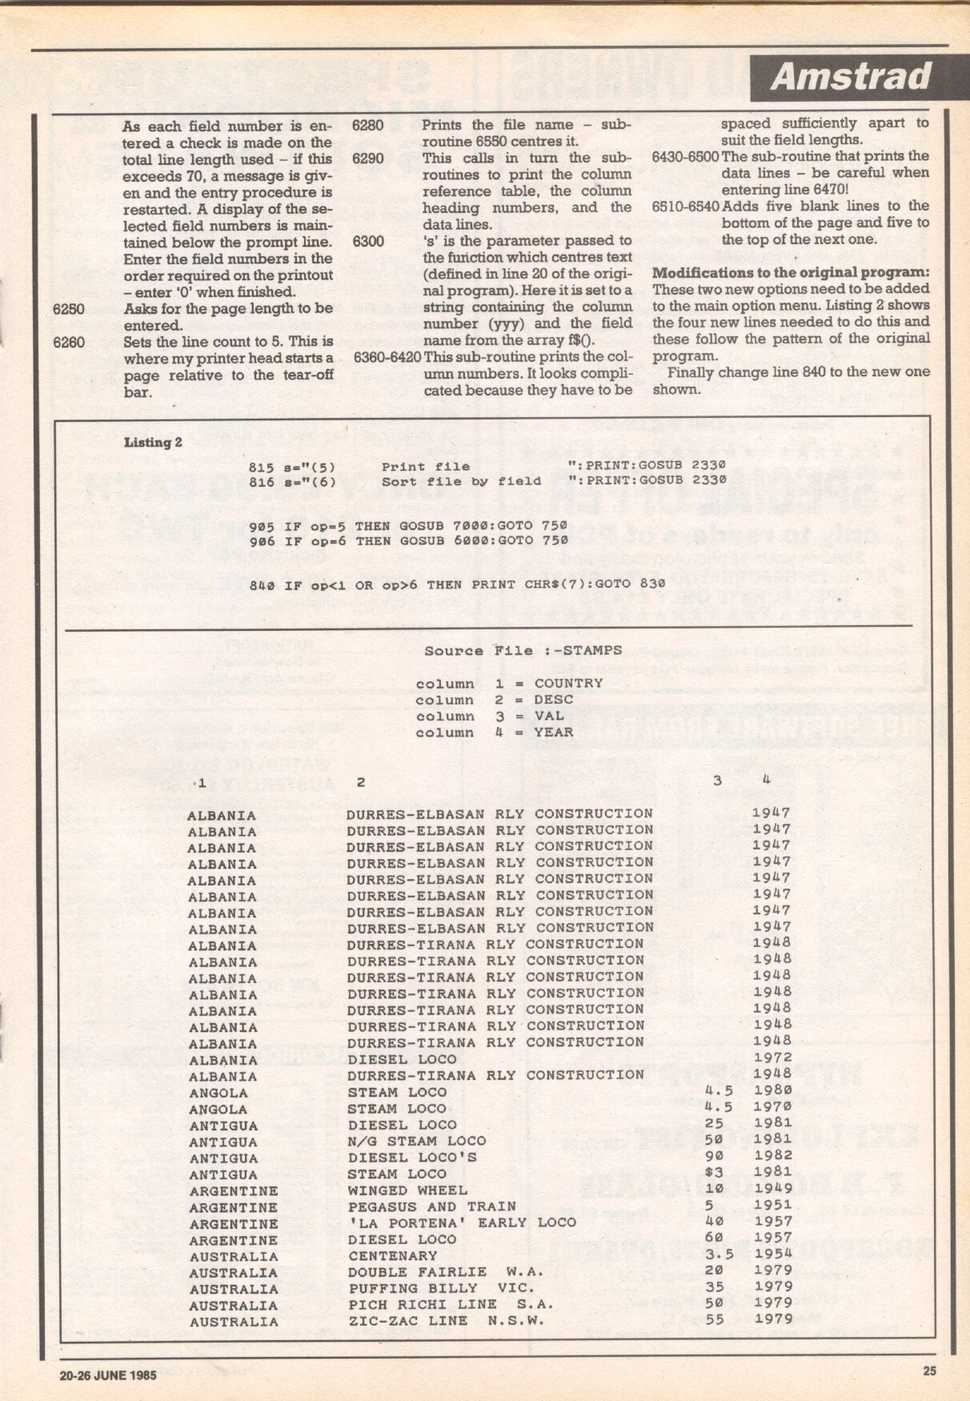 Amstrad
As each field number is en-
tered a check is made on the
total line length used – if this
exceeds 70, a message is giv-
en and the entry procedure is
restarted. A display of the se-
lected field numbers is main-
tained below the prompt line.
Enter the field numbers in the
order required on the printout
– enter '0' when finished.
6250 Asks for the page length to be
entered.
6260 Sets the line count to 5. This is
where my printer head starts a
page relative to the tear-off
bar.
6280 Prints the file name – sub-
routine 6550 centres it.
6290 This calls in turn the sub-
routines to print the column
reference table, the column
heading numbers, and the
data lines.
6300 's' is the parameter passed to
the function which centres text
(defined in line 20 of the origi-
nal program). Here it is set to a
string containing the column
number (yyy) and the field
name from the array f$().
6360-6420 This sub-routine prints the col-
umn numbers. It looks compli-
cated because they have to be
spaced sufficiently apart to
suit the field lengths.
6430-6500 The sub-routine that prints the
data lines – be careful when
entering line 6470!
6510-6540 Adds five blank lines to the
bottom of the page and five to
the top of the next one.
Modifications to the original program:
These two new options need to be added
to the main option menu. Listing 2 shows
the four new lines needed to do this and
these follow the pattern of the original
program.
Finally change line 840 to the new one
shown.
Listing 2
815 s="(5) Print file ":PRINT:GOSUB 2330
816 s="(6) Sort file by field ":PRINT:GOSUB 2330
905 IF op=5 THEN GOSUB 7000:GOTO 750
906 IF op=6 THEN GOSUB 6000:GOTO 750
840 IF op<1 OR op>6 THEN PRINT CHR$(7):GOTO 830
Source File :-STAMPS
column 1 = COUNTRY
column 2 = DESC
column 3 = VAL
column 4 = YEAR
1 2 3 4
ALBANIA DURRES-ELBASAN RLY CONSTRUCTION 1947
ALBANIA DURRES-ELBASAN RLY CONSTRUCTION 1947
ALBANIA DURRES-ELBASAN RLY CONSTRUCTION 1947
ALBANIA DURRES-ELBASAN RLY CONSTRUCTION 1947
ALBANIA DURRES-ELBASAN RLY CONSTRUCTION 1947
ALBANIA DURRES-ELBASAN RLY CONSTRUCTION 1947
ALBANIA DURRES-ELBASAN RLY CONSTRUCTION 1947
ALBANIA DURRES-ELBASAN RLY CONSTRUCTION 1947
ALBANIA DURRES-TIRANA RLY CONSTRUCTION 1948
ALBANIA DURRES-TIRANA RLY CONSTRUCTION 1948
ALBANIA DURRES-TIRANA RLY CONSTRUCTION 1948
ALBANIA DURRES-TIRANA RLY CONSTRUCTION 1948
ALBANIA DURRES-TIRANA RLY CONSTRUCTION 1948
ALBANIA DURRES-TIRANA RLY CONSTRUCTION 1948
ALBANIA DURRES-TIRANA RLY CONSTRUCTION 1948
ALBANIA DIESEL LOCO 1972
ALBANIA DURRES-TIRANA RLY CONSTRUCTION 1948
ANGOLA STEAM LOCO 4.5 1980
ANGOLA STEAM LOCO 4.5 1970
ANTIGUA DIESEL LOCO 25 1981
ANTIGUA N/G STEAM LOCO 50 1981
ANTIGUA DIESEL LOCO'S 90 1982
ANTIGUA STEAM LOCO $3 1981
ARGENTINE WINGED WHEEL 10 1949
ARGENTINE PEGASUS AND TRAIN 5 1951
ARGENTINE 'LA PORTENA' EARLY LOCO 40 1957
ARGENTINE DIESEL LOCO 60 1957
AUSTRALIA CENTENARY 3.5 1954
AUSTRALIA DOUBLE FAIRLIE W.A. 20 1979
AUSTRALIA PUFFING BILLY VIC. 35 1979
AUSTRALIA PICH RICHI LINE S.A. 50 1979
AUSTRALIA ZIC-ZAC LINE N.S.W. 55 1979
20-26 JUNE 1985
25